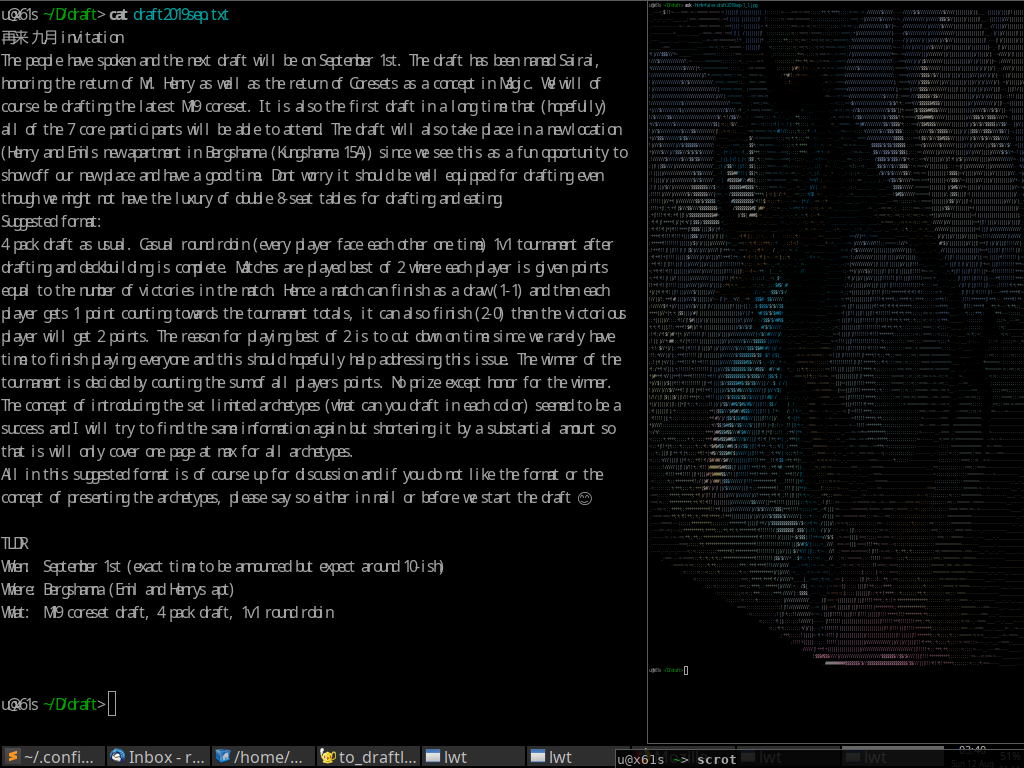 u@x61s ~/D/draft> cat draft2019sep.txt
再来 九月 invitation
The people have spoken and the next draft will be on September 1st. The draft has been named Sairai,
honoring the return of Mr. Henry as well as the return of Coresets as a concept in Magic. We will of
course be drafting the latest M19 coreset. It is also the first draft in a long time that (hopefully)
all of the 7 core participants will be able to attend. The draft will also take place in a new location
(Henry and Emils new apartment in Bergshamra (Kungshamra 15A)) since we see this as a fun opportunity to
show off our new place and have a good time. Dont worry it should be well equipped for drafting even
though we might not have the luxury of double 8-seat tables for drafting and eating.
Suggested format:
4 pack draft as usual. Casual round robin (every player face each other one time) 1v1 tournament after
drafting and deckbuilding is complete. Matches are played best of 2 where each player is given points
equal to the number of victories in the match. Hence a match can finish as a draw (1-1) and then each
player gets 1 point counting towards the tournament totals, it can also finish (2-0) then the victorious
player will get 2 points. The reason for playing best of 2 is to cut down on time since we rarely have
time to finish playing everyone and this should hopefully help addressing this issue. The winner of the
tournament is decided by counting the sum of all players points. No prize except honor for the winner.
The concept of introducing the set limited archetypes (what can you draft in each color) seemed to be a
success and I will try to find the same information again but shortening it by a substantial amount so
that is will only cover one page at max for all archetypes.
All in this suggested format is of course up for discussion and if you dont like the format or the
concept of presenting the archetypes, please say so either in mail or before we start the draft 😊
TLDR
When: September 1st (exact time to be announced but expect around 10-ish)
Where: Bergshamra (Emil and Henrys apt)
What: M19 coreset draft, 4 pack draft, 1v1 round robin
u@x61s ~/D/draft>
~/.confi...
Inbox - r...
/home/...
to_draftl...
lwt
lwt
lwt
lwt
u@x61s ~> scrot